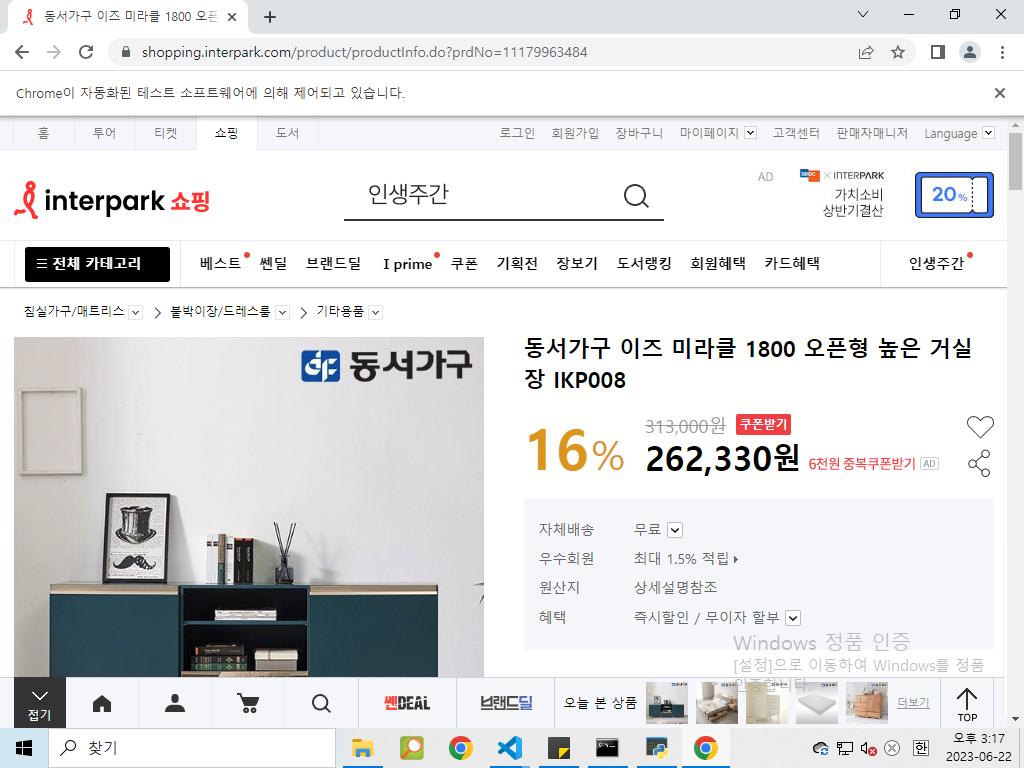 동서가구 이즈 미라클 1800 오픈
shopping.interpark.com/product/productInfo.do?prdNo=11179963484
Chrome이 자동화된 테스트 소프트웨어에 의해 제어되고 있습니다.
홈 투어 티켓 쇼핑 도서 로그인 회원가입 장바구니 마이페이지 고객센터 판매자매니저 Language
interpark 쇼핑 인생주간 AD × INTERPARK
가치소비
상반기결산
20%
전체 카테고리 베스트 쎈딜 브랜드딜 I prime 쿠폰 기획전 장보기 도서랭킹 회원혜택 카드혜택 인생주간
침실가구/매트리스 붙박이장/드레스룸 기타용품
동서가구
동서가구 이즈 미라클 1800 오픈형 높은 거실
장 IKP008
16% 313,000원 쿠폰받기
262,330원 6천원 중복쿠폰받기 AD
자체배송 무료
우수회원 최대 1.5% 적립
원산지 상세설명참조
혜택 즉시할인 / 무이자 할부
Windows 정품 인증
[설정]으로 이동하여 Windows를 정품
인증합니다.
접기 쎈DEAL 브랜드딜 오늘 본 상품 더보기 TOP
찾기 한 오후 3:17
2023-06-22